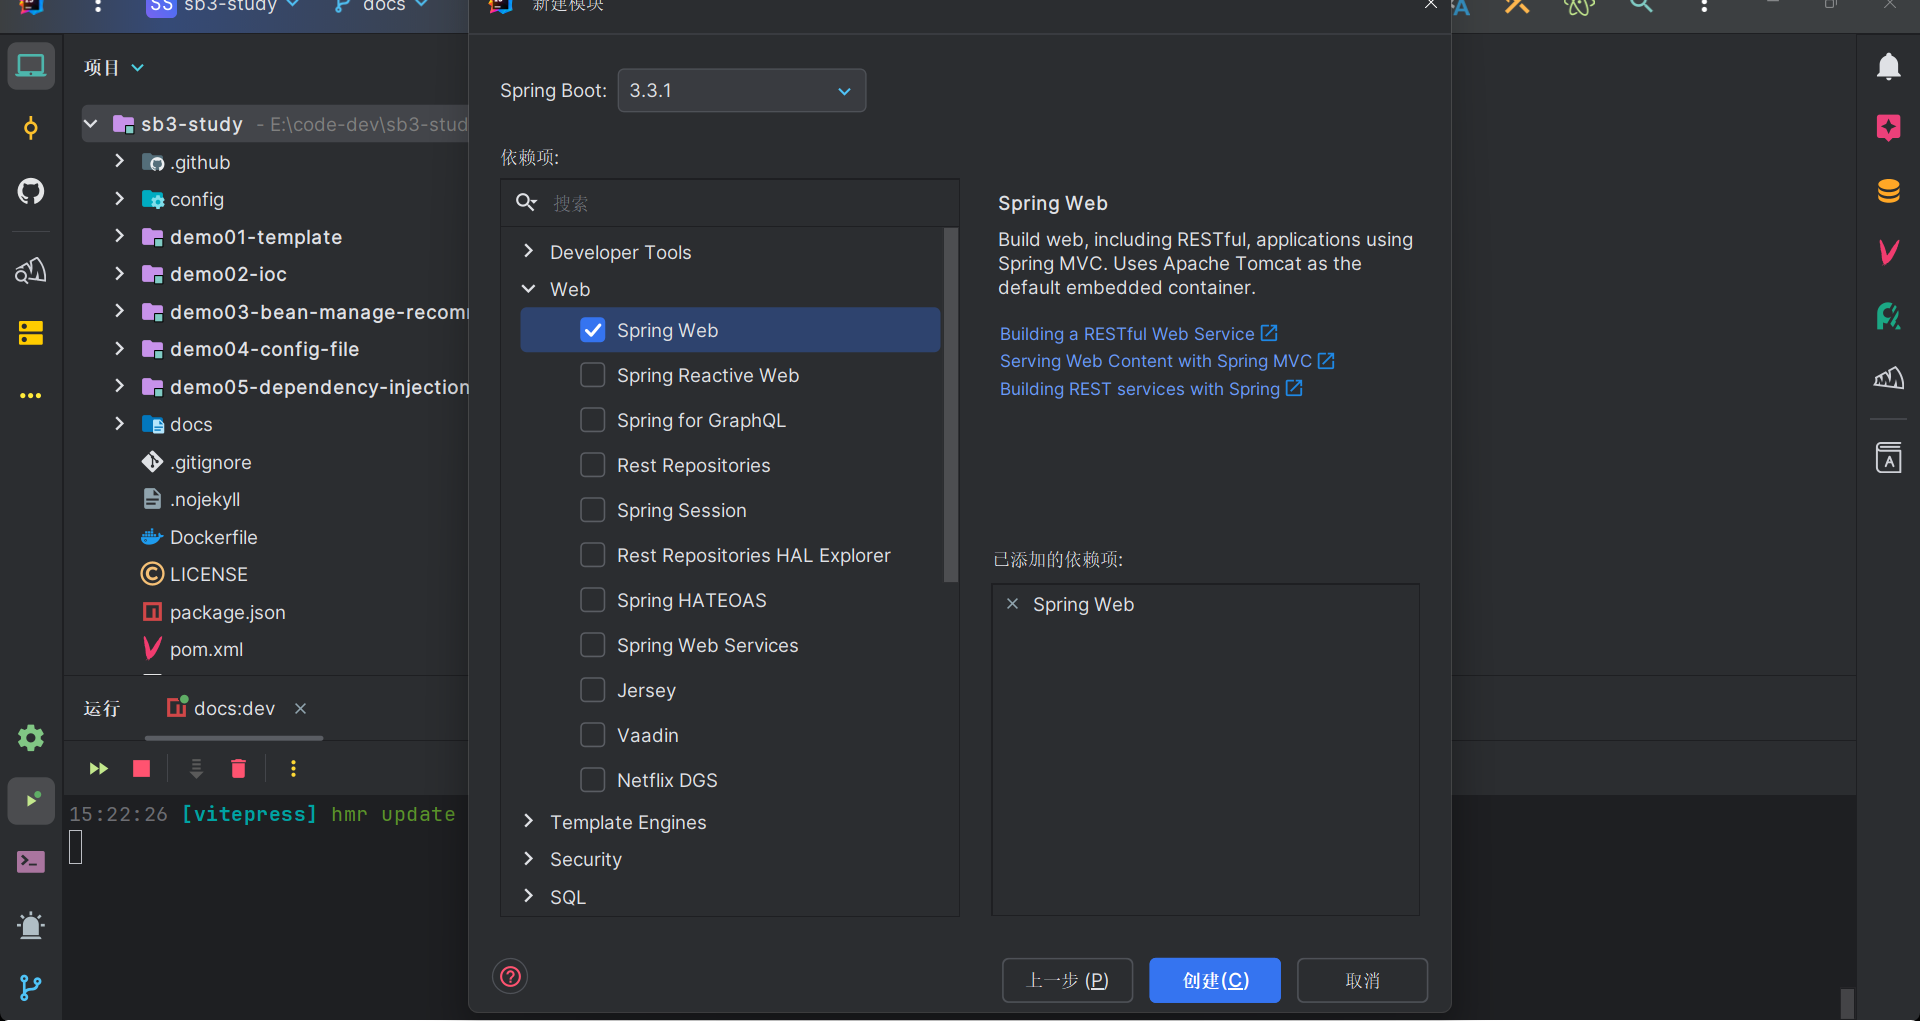 SS sb3-study docs
新建模块
项目
sb3-study - E:\code-dev\sb3-stud
.github
config
demo01-template
demo02-ioc
demo03-bean-manage-recom
demo04-config-file
demo05-dependency-injection
docs
.gitignore
.nojekyll
Dockerfile
LICENSE
package.json
pom.xml
运行 docs:dev
15:22:26 [vitepress] hmr update
Spring Boot: 3.3.1
依赖项:
搜索
Developer Tools
Web
Spring Web
Spring Reactive Web
Spring for GraphQL
Rest Repositories
Spring Session
Rest Repositories HAL Explorer
Spring HATEOAS
Spring Web Services
Jersey
Vaadin
Netflix DGS
Template Engines
Security
SQL
Spring Web
Build web, including RESTful, applications using
Spring MVC. Uses Apache Tomcat as the
default embedded container.
Building a RESTful Web Service
Serving Web Content with Spring MVC
Building REST services with Spring
已添加的依赖项:
Spring Web
上一步 (P) 创建(C) 取消